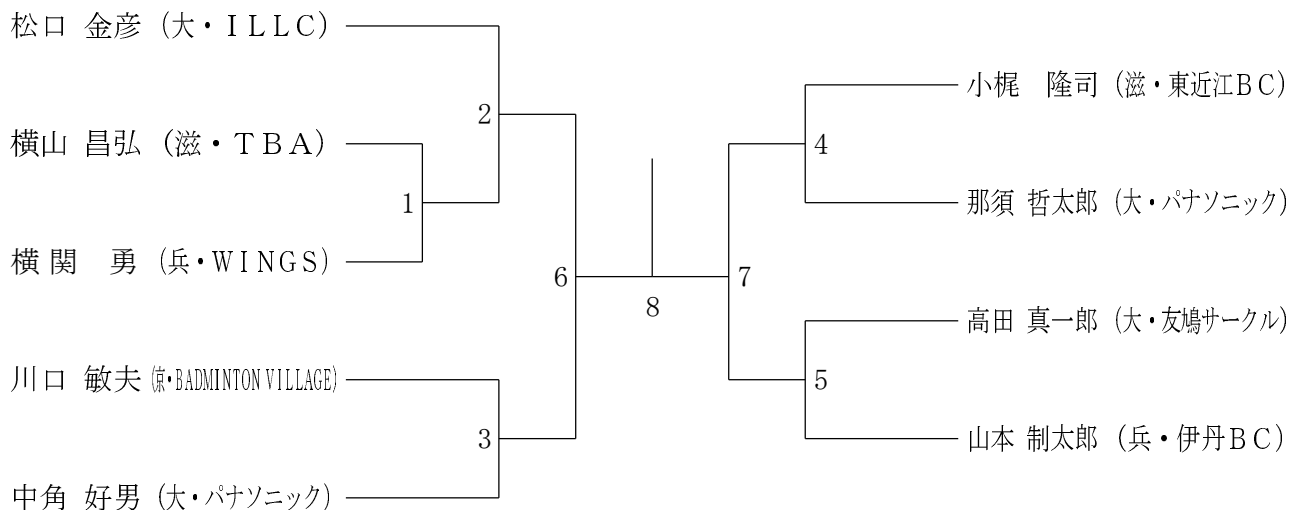 松口 金彦 (大・ＩＬＬＣ)
横山 昌弘 (滋・ＴＢＡ)
横 関　勇 (兵・ＷＩＮＧＳ)
川口 敏夫 (京・BADMINTON VILLAGE)
中角 好男 (大・パナソニック)
1
2
3
6
8
7
4
5
小梶　隆司 (滋・東近江ＢＣ)
那須 哲太郎 (大・パナソニック)
高田 真一郎 (大・友鳩サークル)
山本 制太郎 (兵・伊丹ＢＣ)